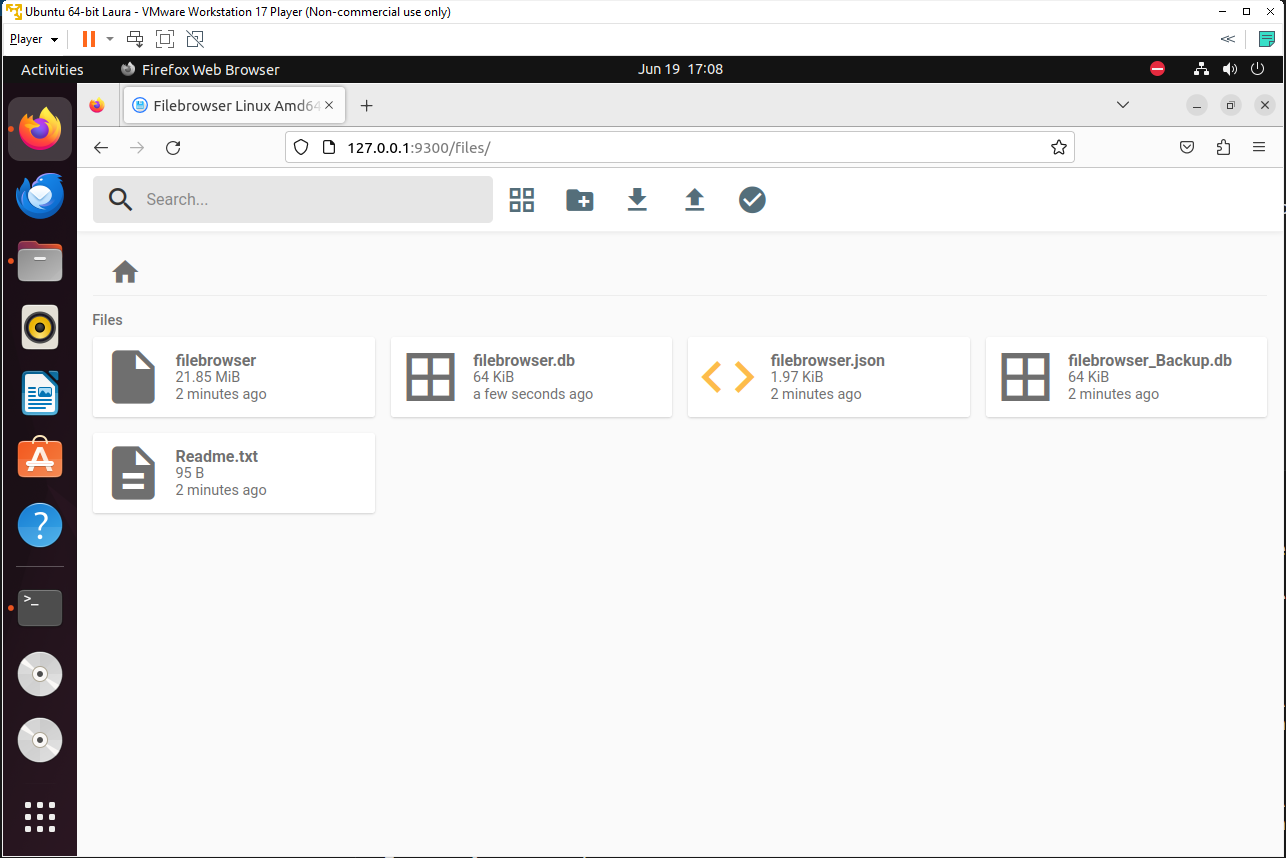 Ubuntu 64-bit Laura - VMware Workstation 17 Player (Non-commercial use only)
Player
Activities
Firefox Web Browser
Jun 19 17:08
Filebrowser Linux Amd64
127.0.0.1:9300/files/
Search...
Files
filebrowser
21.85 MiB
2 minutes ago
filebrowser.db
64 KiB
a few seconds ago
filebrowser.json
1.97 KiB
2 minutes ago
filebrowser_Backup.db
64 KiB
2 minutes ago
Readme.txt
95 B
2 minutes ago